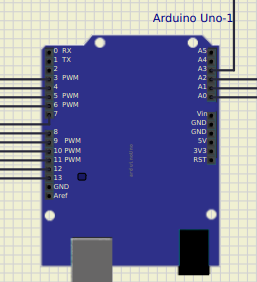 Arduino Uno-1
0 RX
1 TX
2
3 PWM
4
5 PWM
6 PWM
7
8
9 PWM
10 PWM
11 PWM
12
13
GND
Aref
A5
A4
A3
A2
A1
A0
Vin
GND
GND
5V
3V3
RST